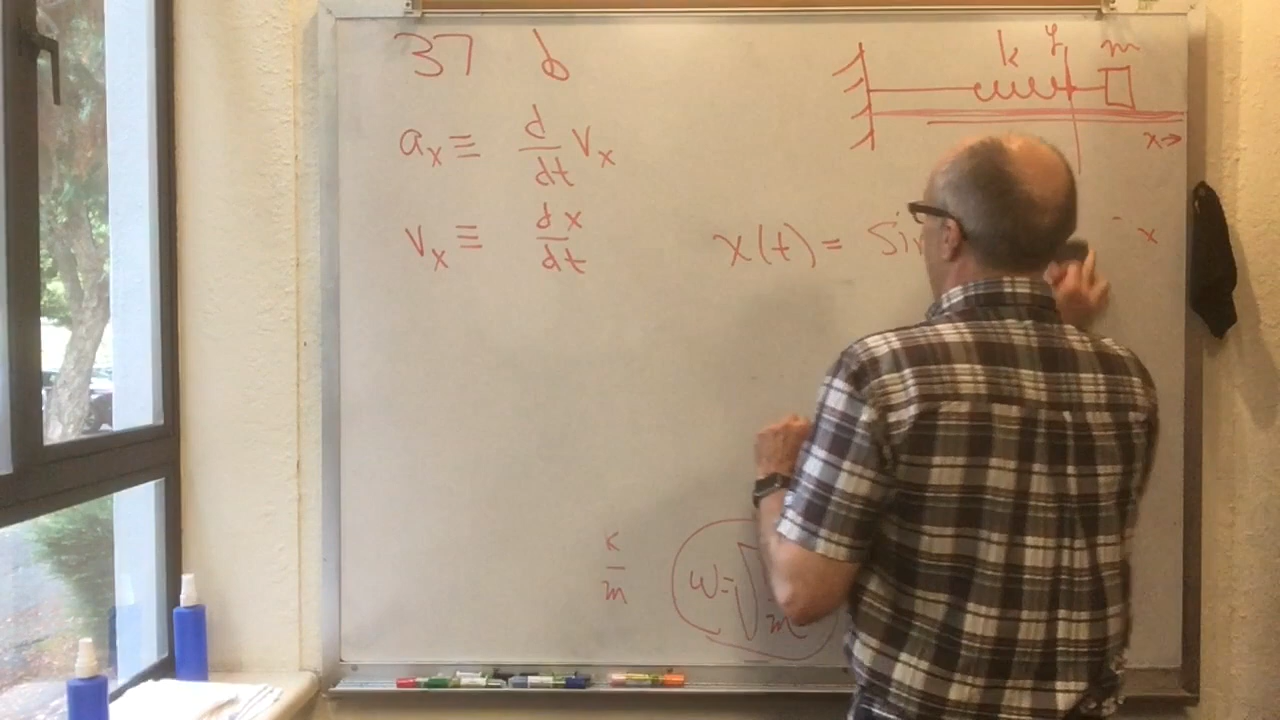 37 b
k y m
x→
aₓ ≡ d/dt vₓ
vₓ ≡ dx/dt
x(t) = Sin
x
k/m
ω=√ m